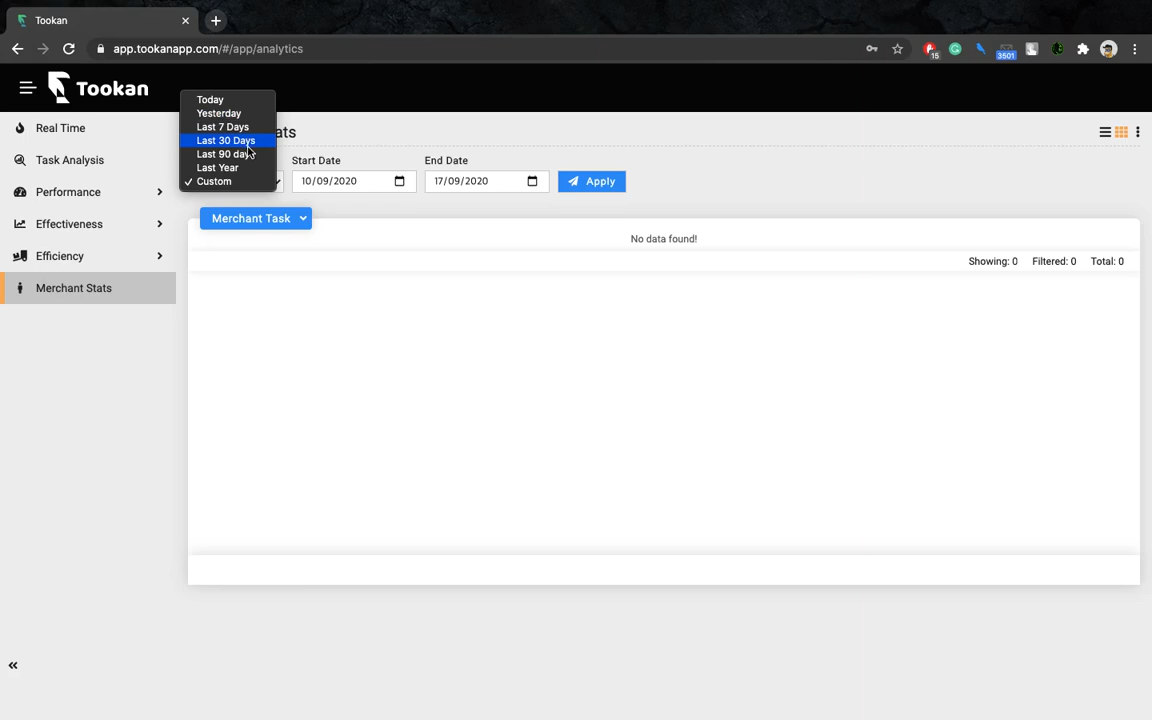 Tookan
app.tookanapp.com/#/app/analytics
15
3501
Tookan
Today
Yesterday
Last 7 Days
Last 30 Days
Last 90 days
Last Year
✓ Custom
Real Time
Task Analysis
Performance
Effectiveness
Efficiency
Merchant Stats
ats
Start Date
End Date
10/09/2020
17/09/2020
Apply
Merchant Task
No data found!
Showing: 0 Filtered: 0 Total: 0